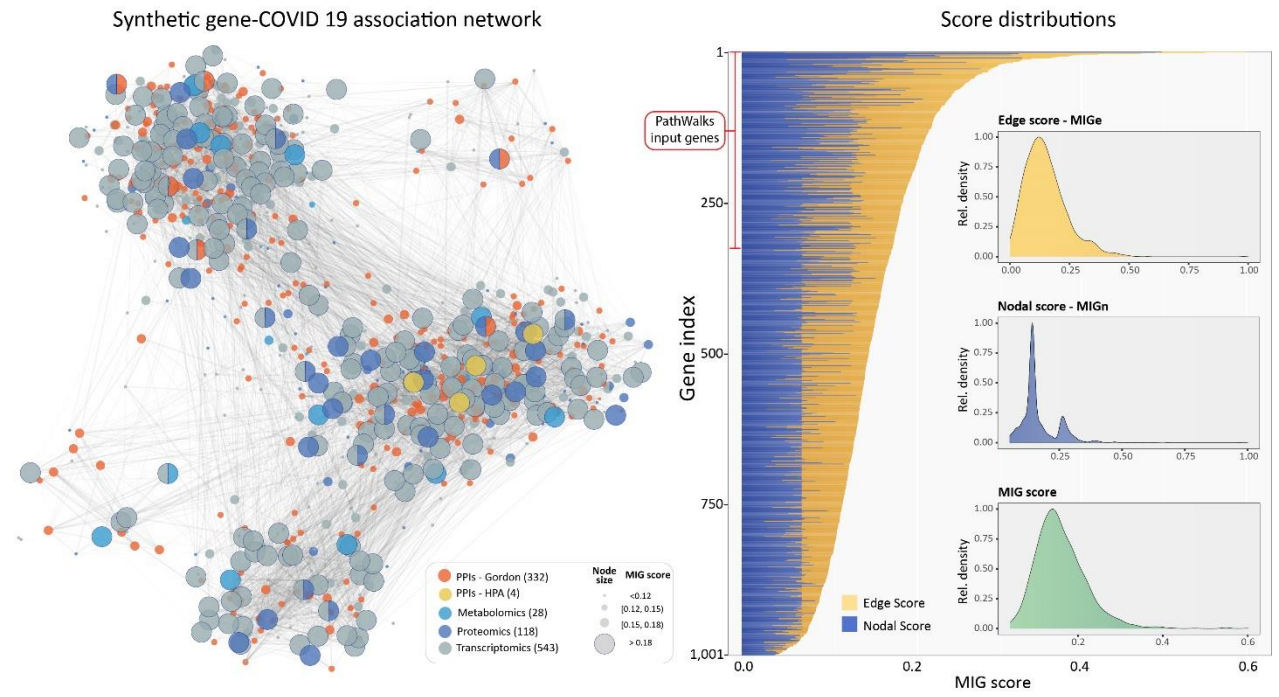 Synthetic gene-COVID 19 association network
PPIs - Gordon (332)
PPIs - HPA (4)
Metabolomics (28)
Proteomics (118)
Transcriptomics (543)
Node size
MIG score
<0.12
[0.12, 0.15)
[0.15, 0.18)
> 0.18
Score distributions
PathWalks
input genes
Gene index
1
250
500
750
1,001
0.0
0.2
0.4
0.6
MIG score
Edge Score
Nodal Score
Edge score - MIGe
Rel. density
1.00
0.75
0.50
0.25
0.00
0.00
0.25
0.50
0.75
1.00
Nodal score - MIGn
Rel. density
1.00
0.75
0.50
0.25
0.00
0.25
0.50
0.75
1.00
MIG score
Rel. density
1.00
0.75
0.50
0.25
0.00
0.2
0.4
0.6